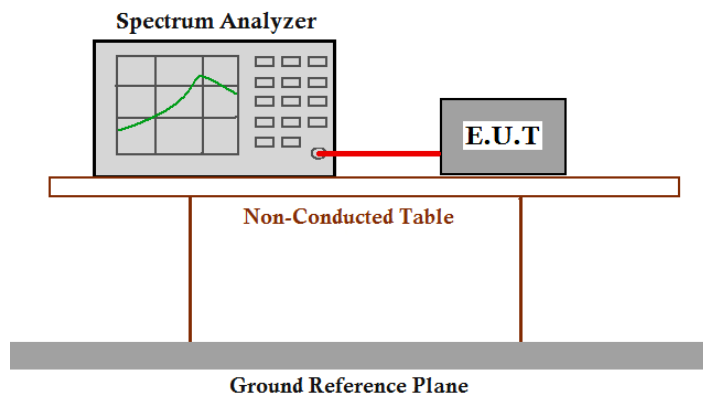 Spectrum Analyzer
E.U.T
Non-Conducted Table
Ground Reference Plane